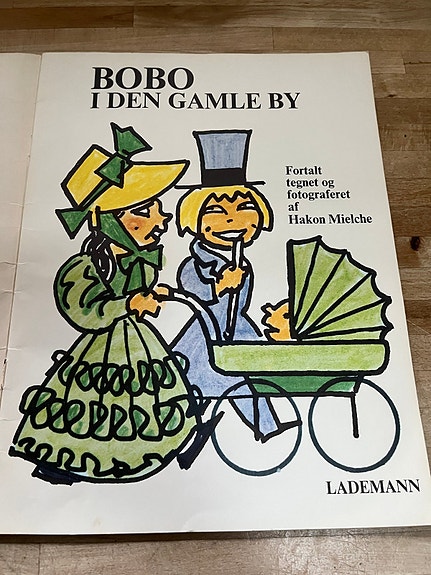 BOBO
I DEN GAMLE BY
Fortalt
tegnet og
fotograferet
af
Hakon Mielche
LADEMANN